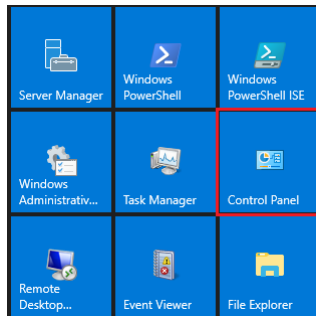 Server Manager
Windows
PowerShell
Windows
PowerShell ISE
Windows
Administrativ...
Task Manager
Control Panel
Remote
Desktop...
Event Viewer
File Explorer